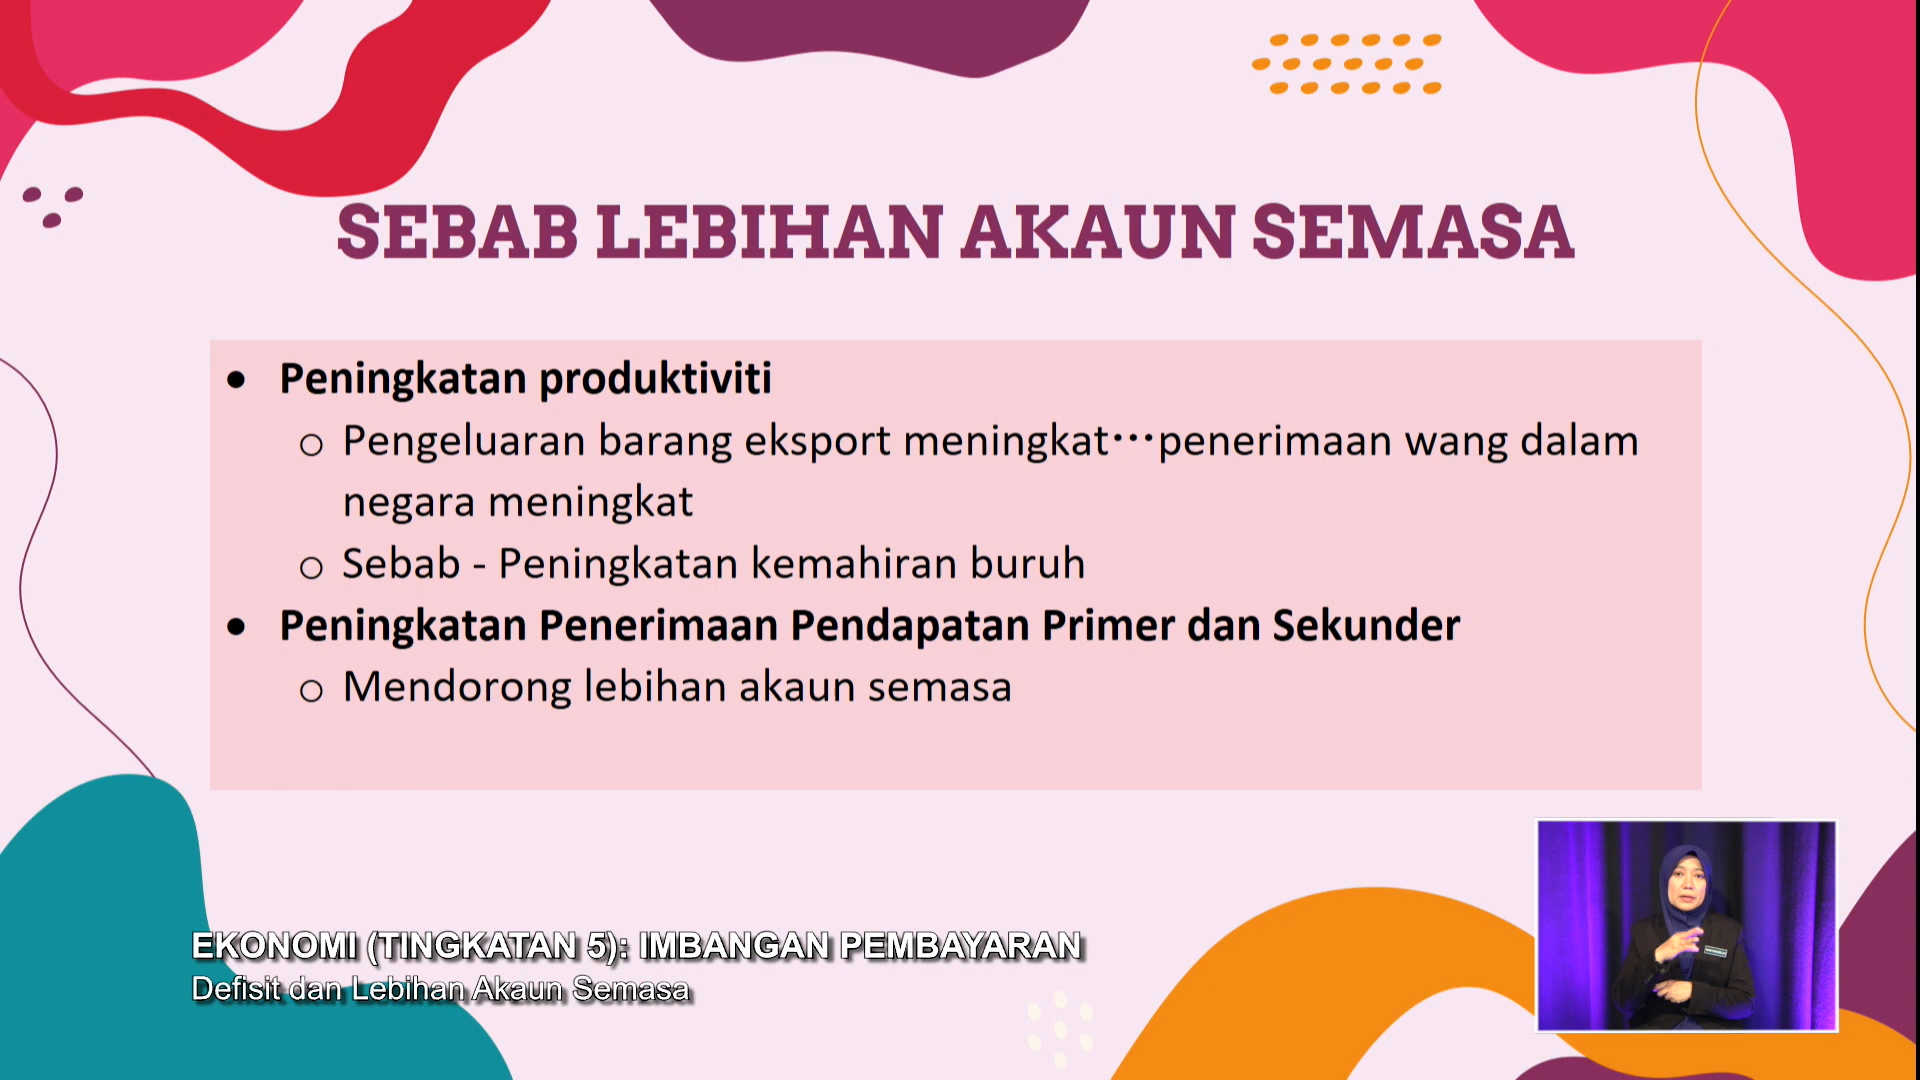 SEBAB LEBIHAN AKAUN SEMASA
• Peningkatan produktiviti
o Pengeluaran barang eksport meningkat⋯penerimaan wang dalam
negara meningkat
o Sebab - Peningkatan kemahiran buruh
• Peningkatan Penerimaan Pendapatan Primer dan Sekunder
o Mendorong lebihan akaun semasa
EKONOMI (TINGKATAN 5): IMBANGAN PEMBAYARAN
Defisit dan Lebihan Akaun Semasa